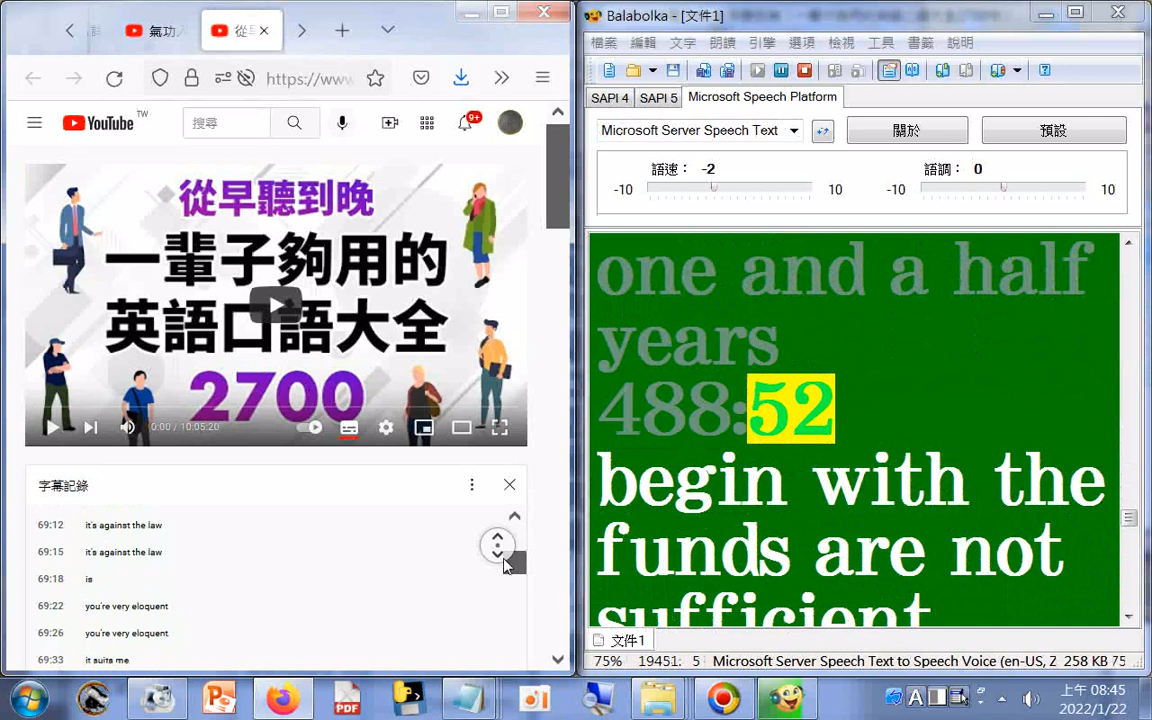 氣功
從
https://www
YouTube TW
搜尋
9+
從早聽到晚
一輩子夠用的
英語口語大全
2700
0:00 / 10:05:20
字幕記錄
69:12 it's against the law
69:15 it's against the law
69:18 is
69:22 you're very eloquent
69:26 you're very eloquent
69:33 it suits me
Balabolka - [文件1]
檔案 編輯 文字 朗讀 引擎 選項 檢視 工具 書籤 說明
SAPI 4 SAPI 5 Microsoft Speech Platform
Microsoft Server Speech Text 關於 預設
語速： -2 語調： 0
-10 10 -10 10
one and a half
years
488:52
begin with the
funds are not
sufficient
文件1
75% 19451: 5 Microsoft Server Speech Text to Speech Voice (en-US, Z 258 KB 75
PDF
A
上午 08:45
2022/1/22